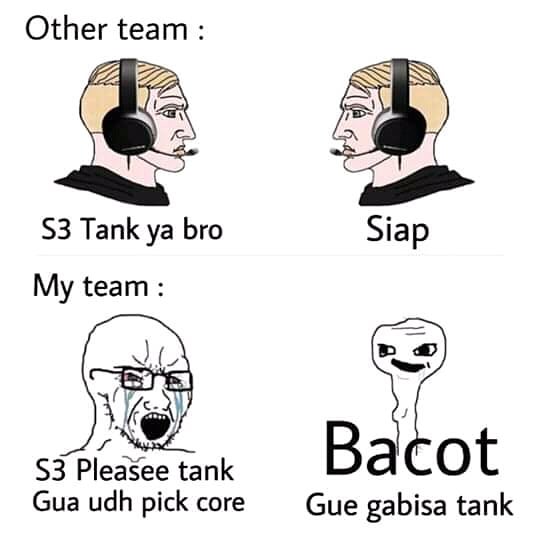 Other team :
S3 Tank ya bro
Siap
My team :
S3 Pleasee tank
Gua udh pick core
Bacot
Gue gabisa tank